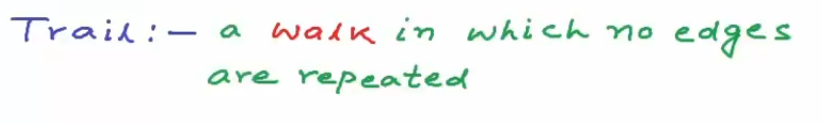 Trail:- a walk in which no edges
are repeated